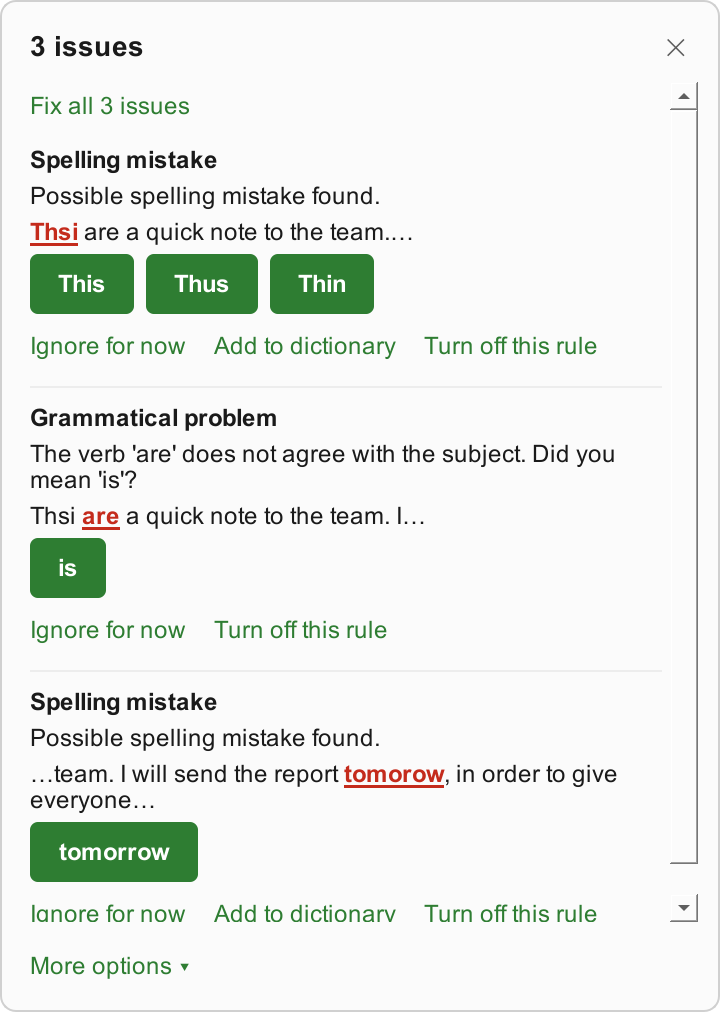 3 issues
Fix all 3 issues
Spelling mistake
Possible spelling mistake found.
Thsi are a quick note to the team.…
This Thus Thin
Ignore for now Add to dictionary Turn off this rule
Grammatical problem
The verb 'are' does not agree with the subject. Did you
mean 'is'?
Thsi are a quick note to the team. I…
is
Ignore for now Turn off this rule
Spelling mistake
Possible spelling mistake found.
…team. I will send the report tomorow, in order to give
everyone…
tomorrow
Ignore for now Add to dictionary Turn off this rule
More options ▾